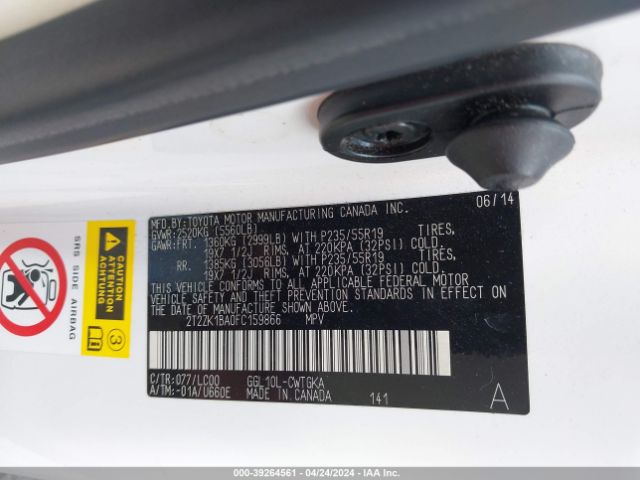 MFD.BY:TOYOTA MOTOR MANUFACTURING CANADA INC. 06/14
GVWR:2520KG (5560LB)
GAWR:FRT. 1360KG (2999LB) WITH P235/55R19 TIRES,
19X7 1/2J RIMS, AT 220KPA (32PSI) COLD.
RR. 1385KG (3056LB) WITH P235/55R19 TIRES,
19X7 1/2J RIMS, AT 220KPA (32PSI) COLD.
THIS VEHICLE CONFORMS TO ALL APPLICABLE FEDERAL MOTOR
VEHICLE SAFETY AND THEFT PREVENTION STANDARDS IN EFFECT ON
THE DATE OF MANUFACTURE SHOWN ABOVE.
2T2ZK1BA0FC159866 MPV
C/TR:077/LC00 GGL10L-CWTGKA
A/TM:-01A/U660E MADE IN CANADA 141 A
SRS SIDE AIRBAG
CAUTION
ATTENTION
3
000-39264561 | 04/24/2024 | IAA Inc.